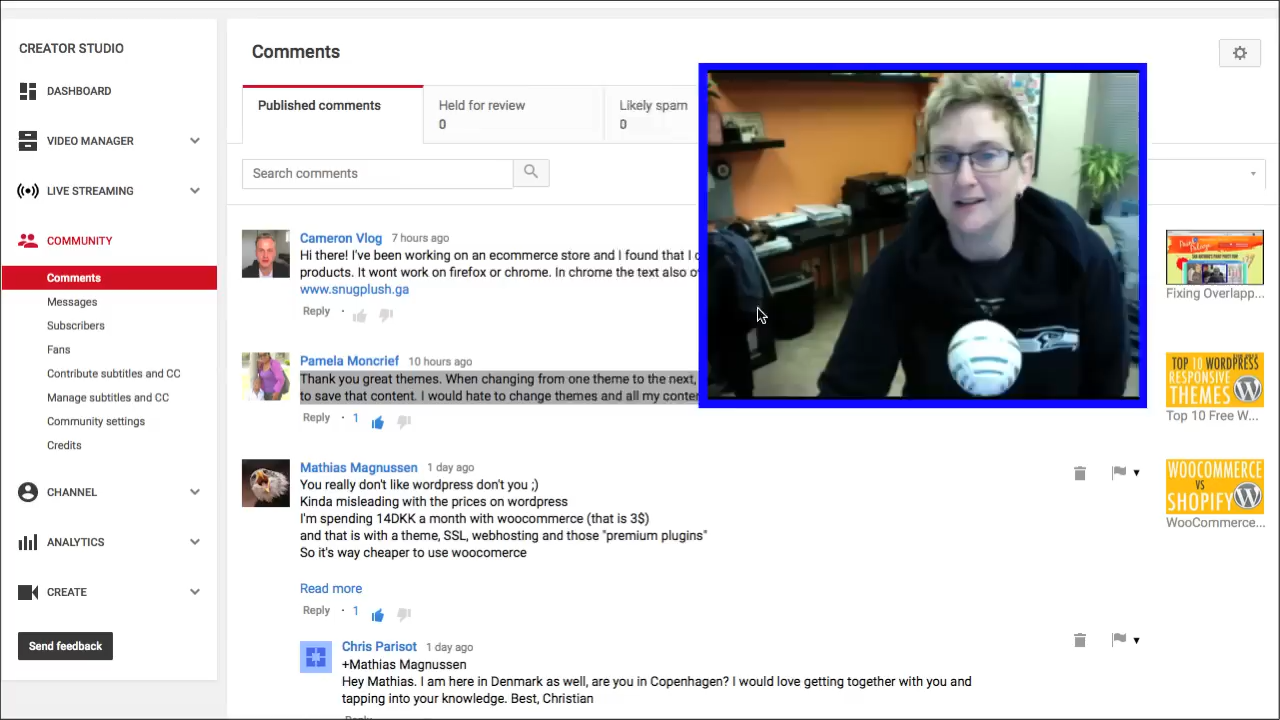 CREATOR STUDIO
DASHBOARD
VIDEO MANAGER
LIVE STREAMING
COMMUNITY
Comments
Messages
Subscribers
Fans
Contribute subtitles and CC
Manage subtitles and CC
Community settings
Credits
CHANNEL
ANALYTICS
CREATE
Send feedback
Comments
Published comments
Held for review
0
Likely spam
0
Search comments
Cameron Vlog 7 hours ago
Hi there! I've been working on an ecommerce store and I found that I
products. It wont work on firefox or chrome. In chrome the text also
www.snugplush.ga
Reply
Fixing Overlapp...
Pamela Moncrief 10 hours ago
Thank you great themes. When changing from one theme to the next,
to save that content. I would hate to change themes and all my
Reply · 1
TOP 10 WORDPRESS
RESPONSIVE
THEMES
Top 10 Free W...
Mathias Magnussen 1 day ago
You really don't like wordpress don't you ;)
Kinda misleading with the prices on wordpress
I'm spending 14DKK a month with woocommerce (that is 3$)
and that is with a theme, SSL, webhosting and those "premium plugins"
So it's way cheaper to use woocomerce
Read more
Reply · 1
WOOCOMMERCE
VS
SHOPIFY
WooCommerce...
Chris Parisot 1 day ago
+Mathias Magnussen
Hey Mathias. I am here in Denmark as well, are you in Copenhagen? I would love getting together with you and
tapping into your knowledge. Best, Christian